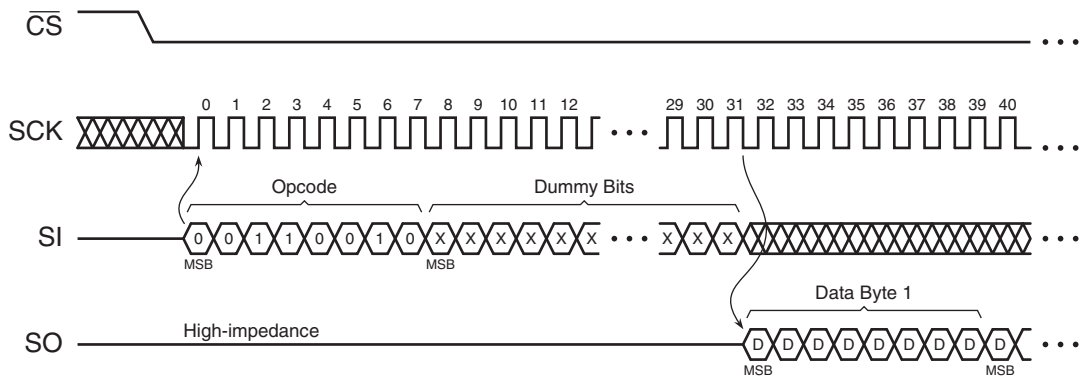 CS
0 1 2 3 4 5 6 7 8 9 10 11 12 29 30 31 32 33 34 35 36 37 38 39 40
SCK
Opcode Dummy Bits
SI 0 0 1 1 0 0 1 0 X X X X X X X X X
MSB MSB
Data Byte 1
High-impedance
SO D D D D D D D D D
MSB MSB